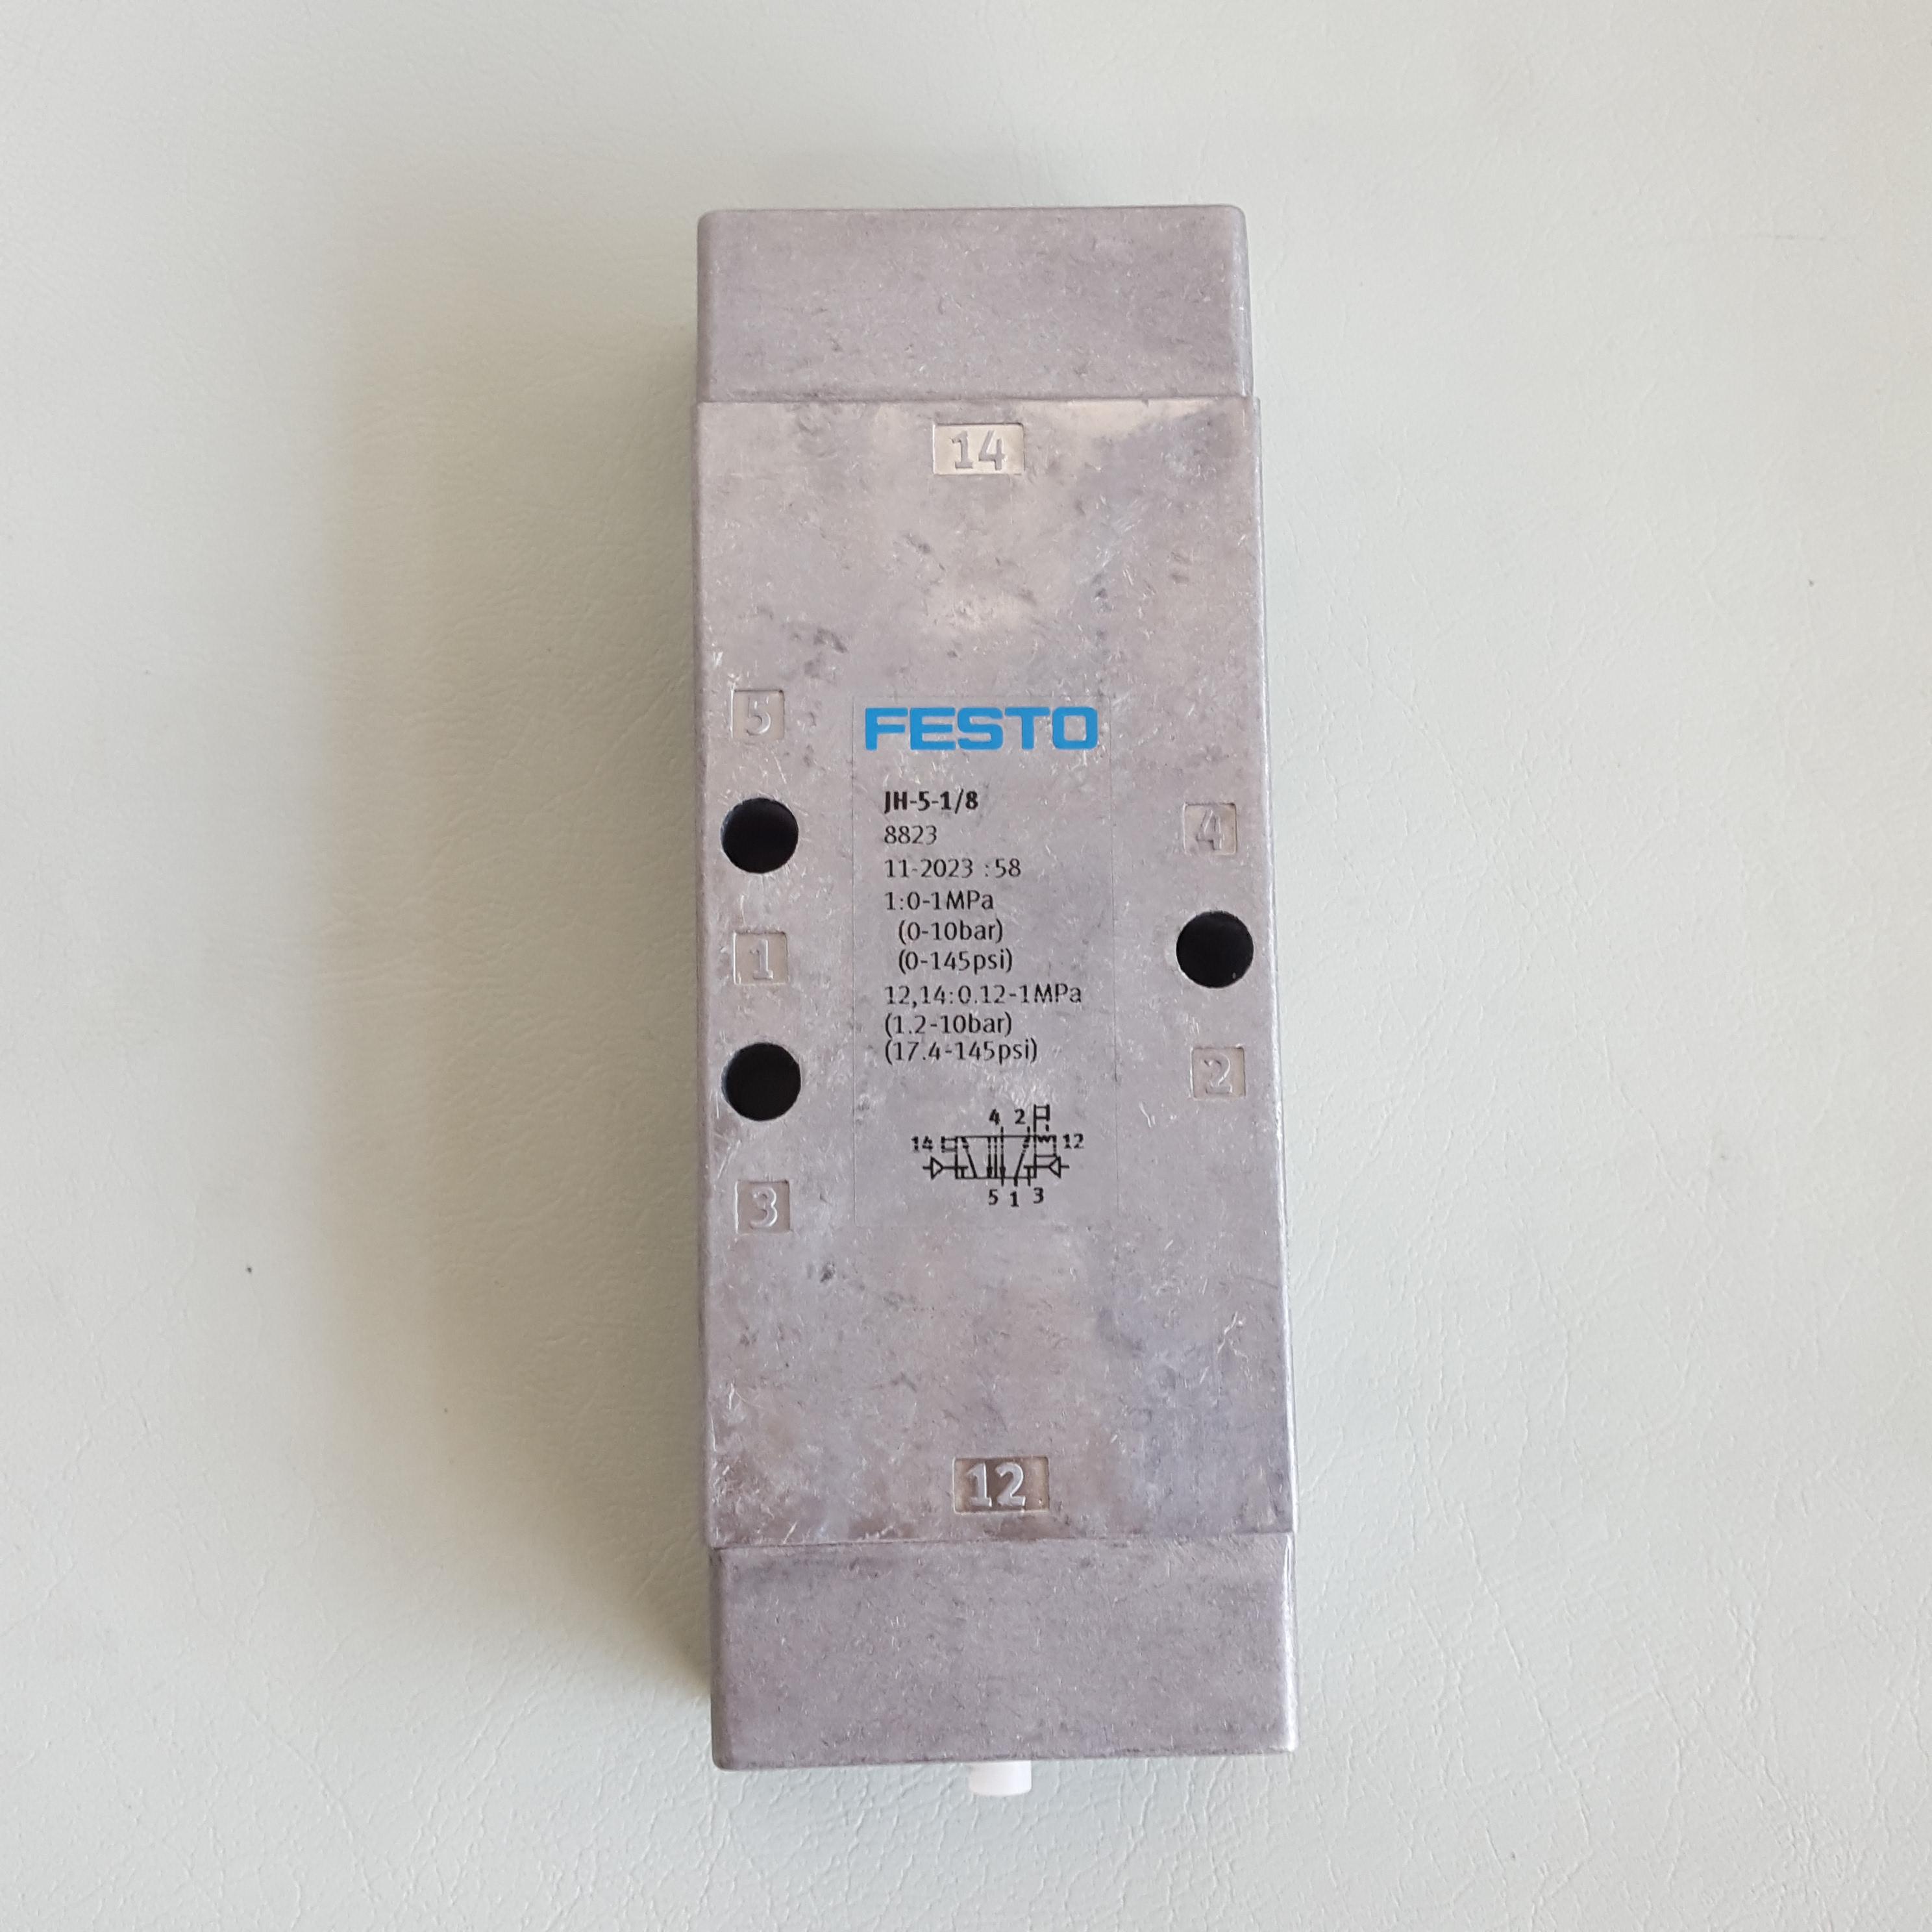 14
5
FESTO
JH-5-1/8
8823
4
11-2023 :58
1:0-1MPa
(0-10bar)
1
(0-145psi)
12,14:0.12-1MPa
(1.2-10bar)
(17.4-145psi)
2
4 2
14 12
5 1 3
3
12